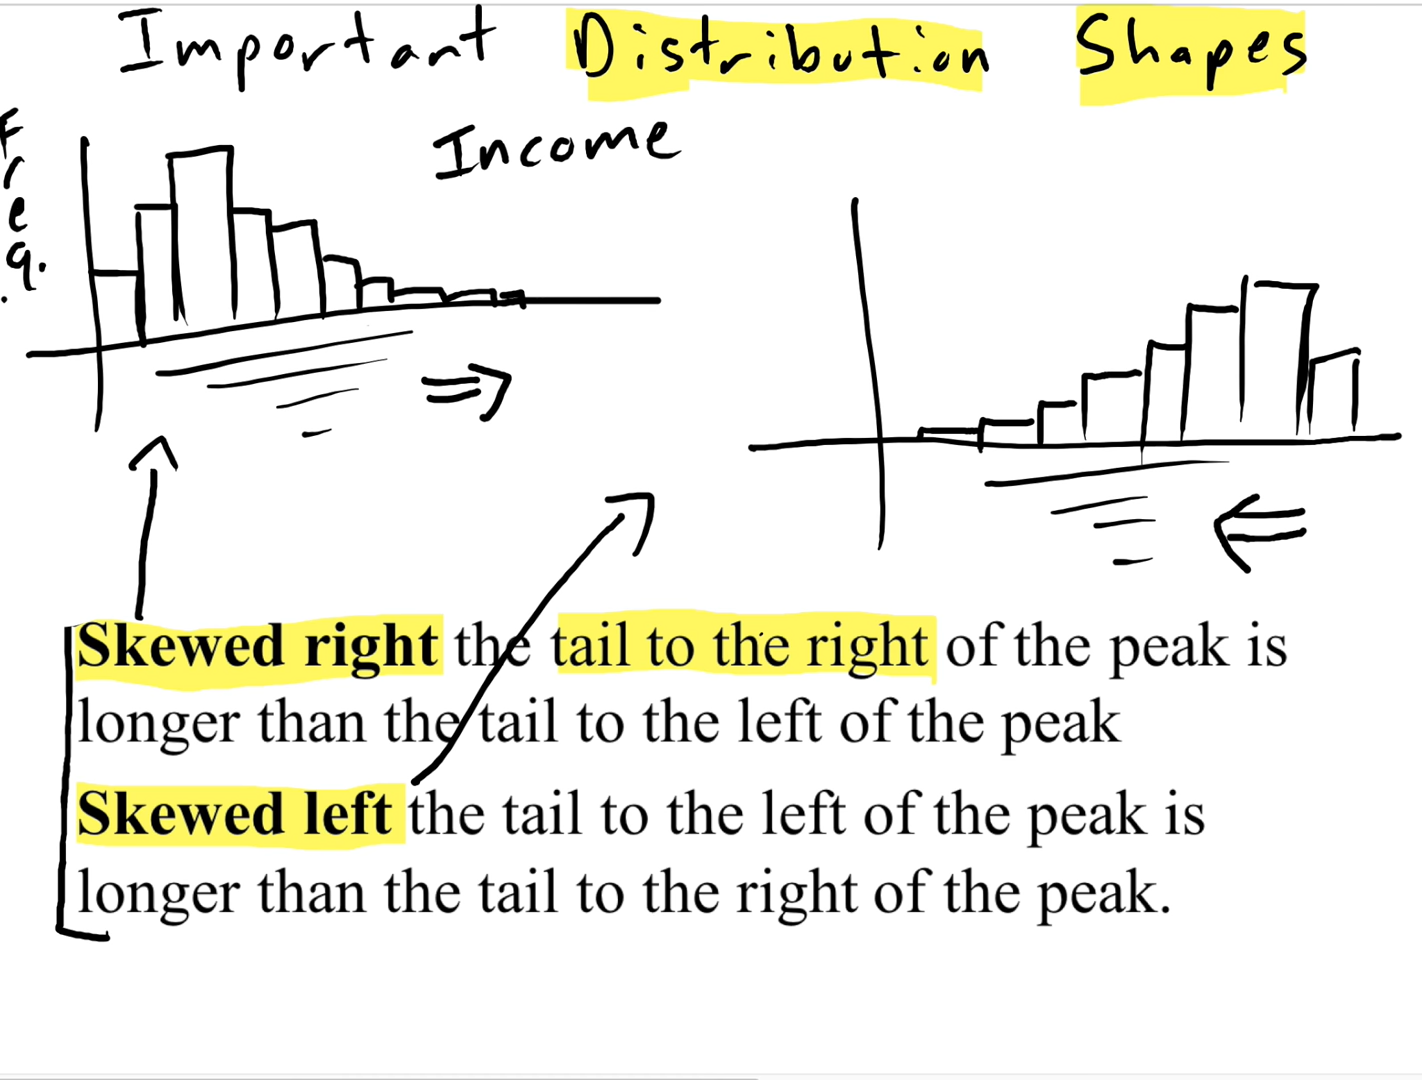 Important Distribution Shapes
Freq.
Income
Skewed right the tail to the right of the peak is
longer than the tail to the left of the peak
Skewed left the tail to the left of the peak is
longer than the tail to the right of the peak.